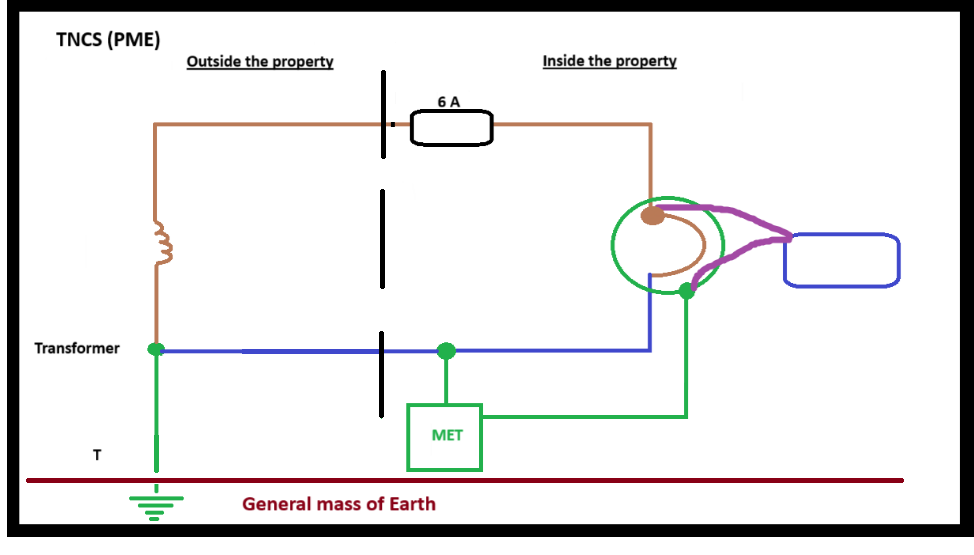 TNCS (PME)
Outside the property
Inside the property
6 A
Transformer
MET
T
General mass of Earth